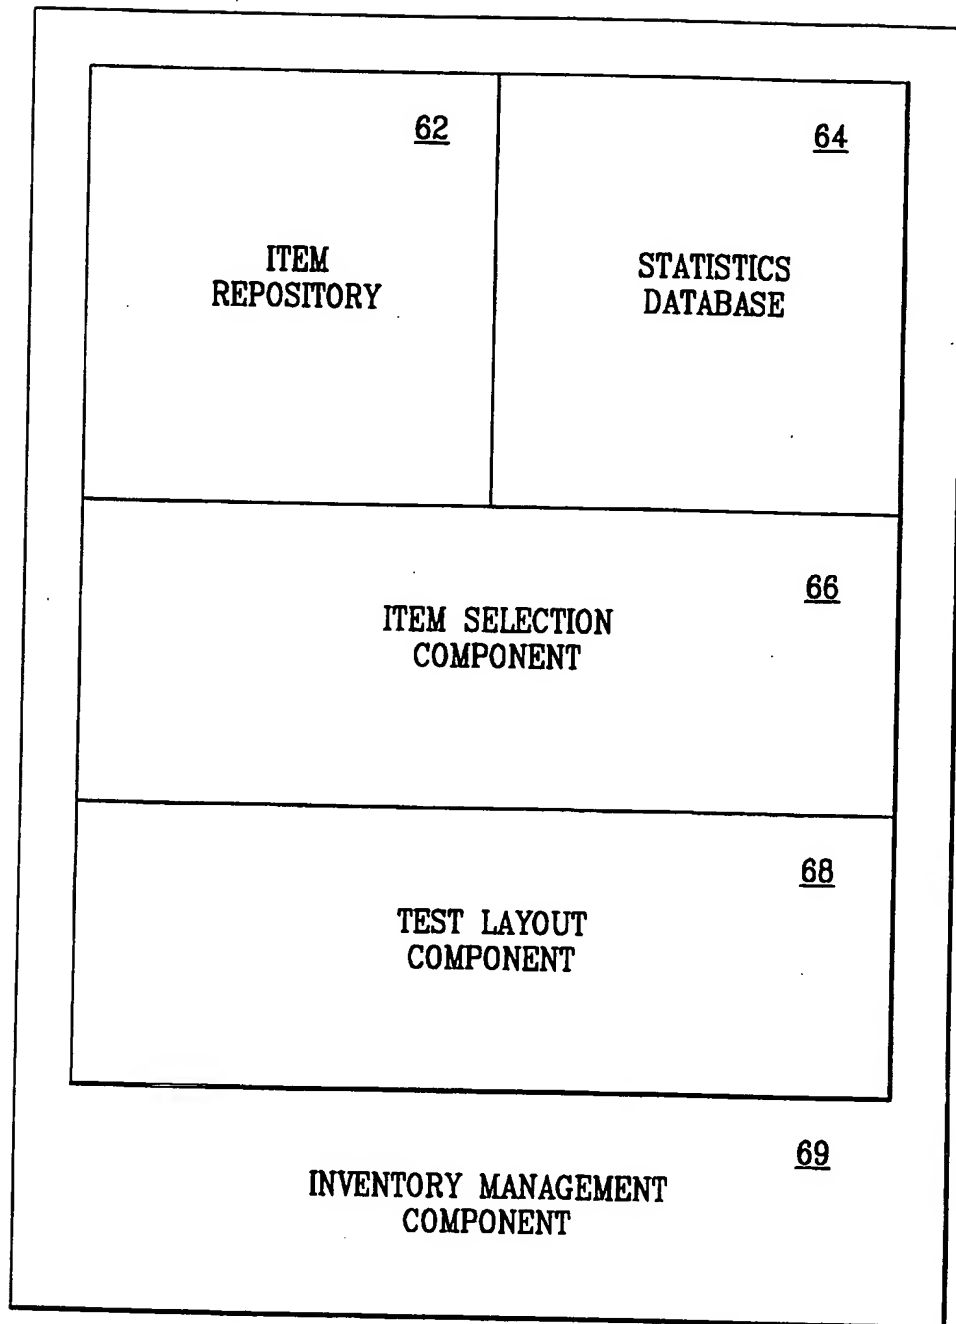 62
ITEM
REPOSITORY
64
STATISTICS
DATABASE
66
ITEM SELECTION
COMPONENT
68
TEST LAYOUT
COMPONENT
69
INVENTORY MANAGEMENT
COMPONENT